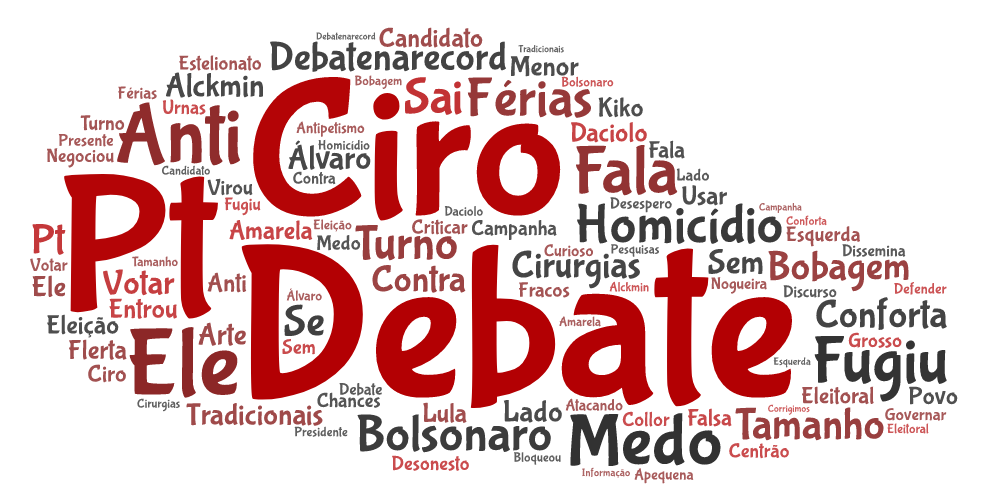 Debatenarecord
Candidato
Debatenarecord
Tradicionais
Estelionato
Menor
Alckmin
Bobagem
Bolsonaro
Férias
Urnas
Sai
Férias
Kiko
Turno
Anti
Ciro
Antipetismo
Daciolo
Presente
Negociou
Homicídio
Álvaro
Fala
Fala
Candidato
Contra
Lado
Pt
Virou
Usar
Fugiu
Desespero
Daciolo
Homicídio
Campanha
Conforta
Pt
Amarela
Eleição
Criticar
Campanha
Esquerda
Medo
Turno
Curioso
Pesquisas
Dissemina
Votar
Tamanho
Cirurgias
Sem
Bobagem
Ele
Votar
Anti
Contra
Fracos
Alckmin
Nogueira
Discurso
Defender
Entrou
Álvaro
Debate
Eleição
Arte
Se
Amarela
Conforta
Flerta
Ele
Sem
Grosso
Ciro
Esquerda
Fugiu
Debate
Cirurgias
Chances
Eleitoral
Povo
Tradicionais
Lula
Lado
Atacando
Collor
Falsa
Corrigimos
Governar
Presidente
Bolsonaro
Medo
Tamanho
Eleitoral
Desonesto
Bloqueou
Centrão
Informação
Apequena